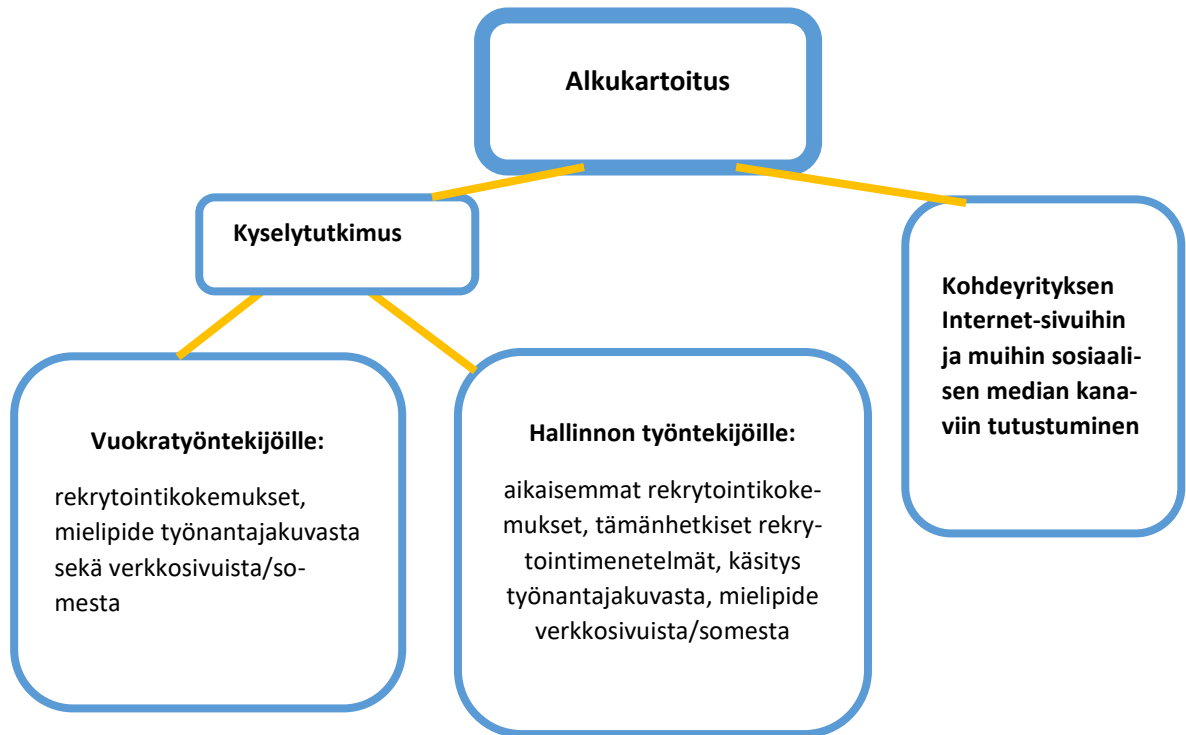 Alkukartoitus
Kyselytutkimus
Kohdeyrityksen
Internet-sivuihin
ja muihin sosiaali-
sen median kana-
viin tutustuminen
Vuokratyöntekijöille:
rekrytointikokemukset,
mielipide työnantajakuvasta
sekä verkkosivuista/so-
mesta
Hallinnon työntekijöille:
aikaisemmat rekrytointikoke-
mukset, tämänhetkiset rekry-
tointimenetelmät, käsitys
työnantajakuvasta, mielipide
verkkosivuista/somesta